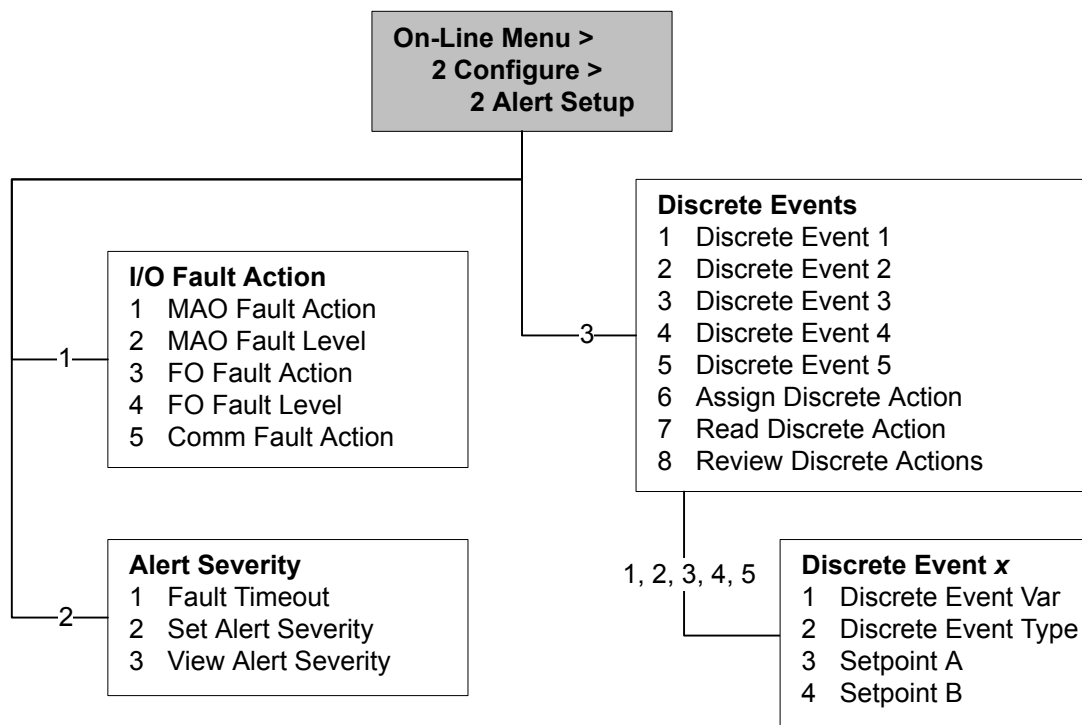 On-Line Menu >
2 Configure >
2 Alert Setup
I/O Fault Action
1 MAO Fault Action
2 MAO Fault Level
3 FO Fault Action
4 FO Fault Level
5 Comm Fault Action
1
Alert Severity
1 Fault Timeout
2 Set Alert Severity
3 View Alert Severity
2
Discrete Events
1 Discrete Event 1
2 Discrete Event 2
3 Discrete Event 3
4 Discrete Event 4
5 Discrete Event 5
6 Assign Discrete Action
7 Read Discrete Action
8 Review Discrete Actions
3
1, 2, 3, 4, 5
Discrete Event x
1 Discrete Event Var
2 Discrete Event Type
3 Setpoint A
4 Setpoint B